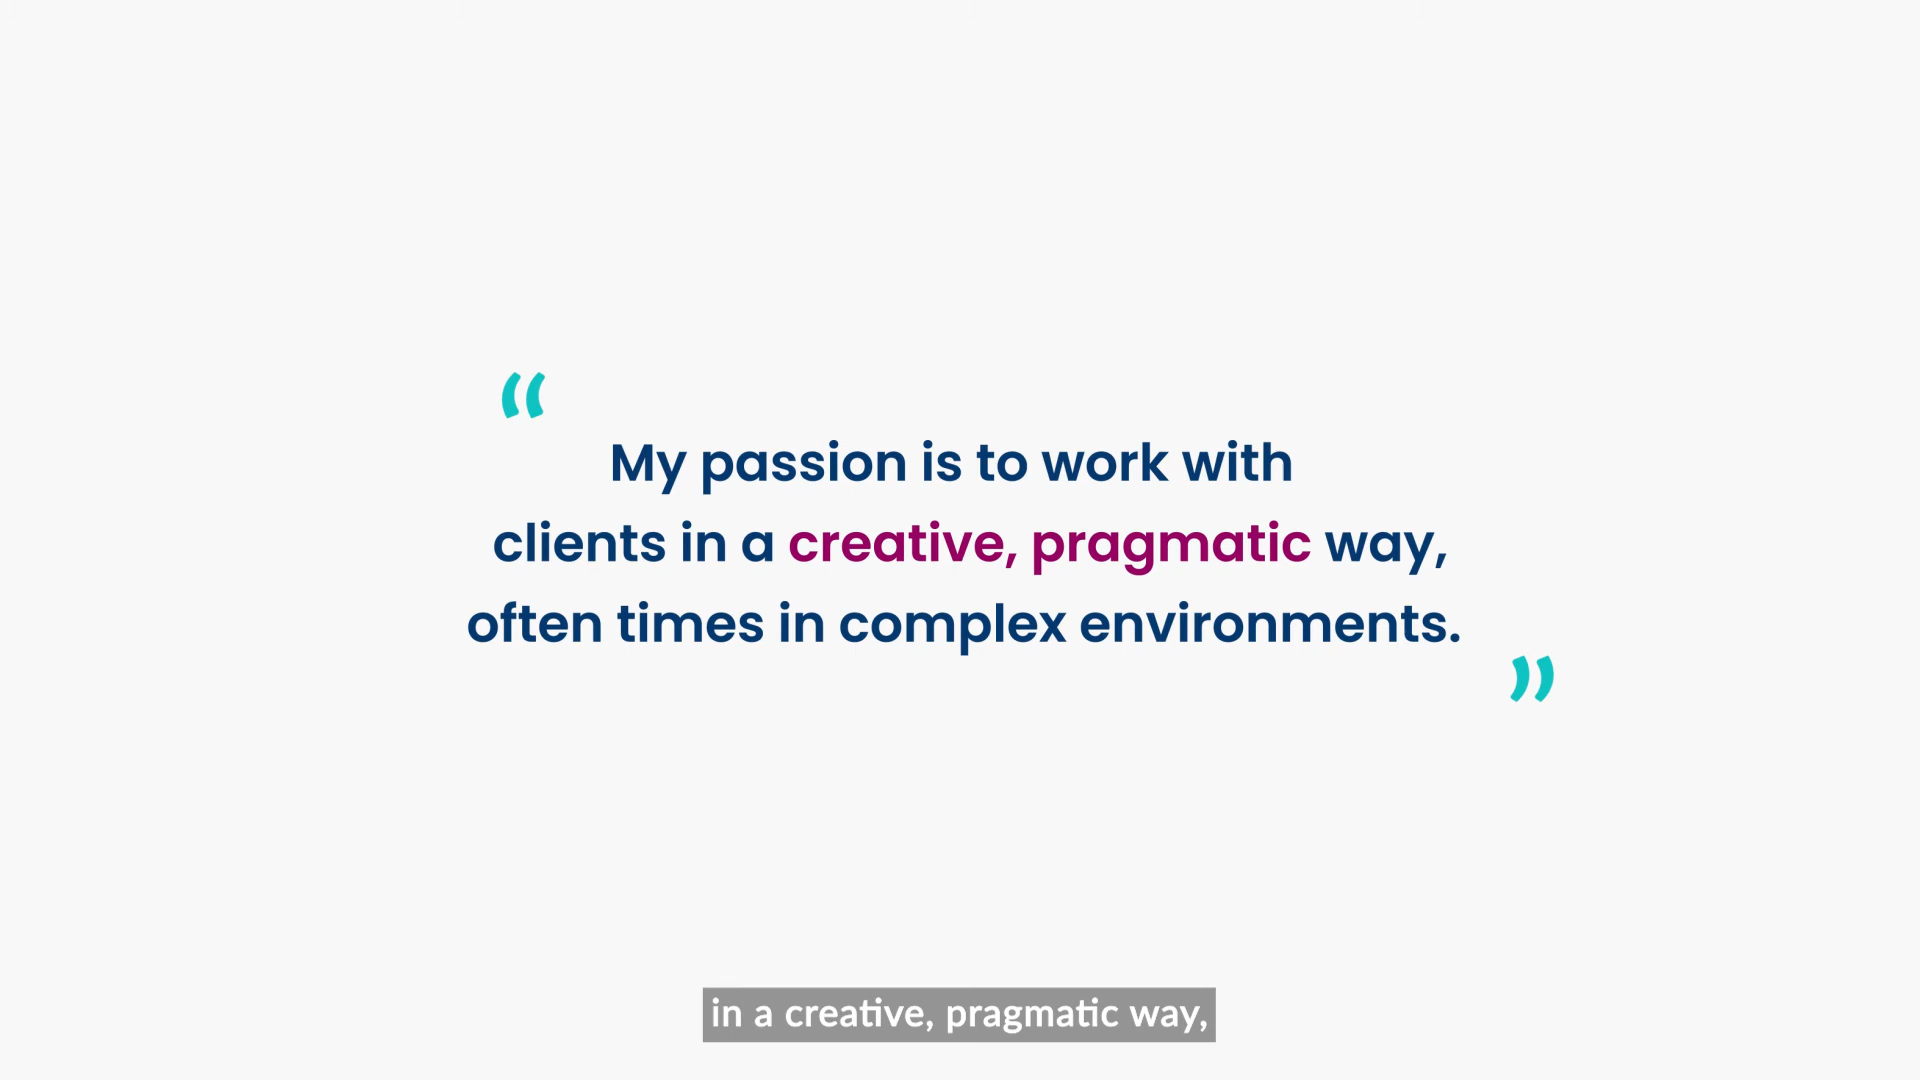 “
My passion is to work with
clients in a creative, pragmatic way,
often times in complex environments.
”
in a creative, pragmatic way,